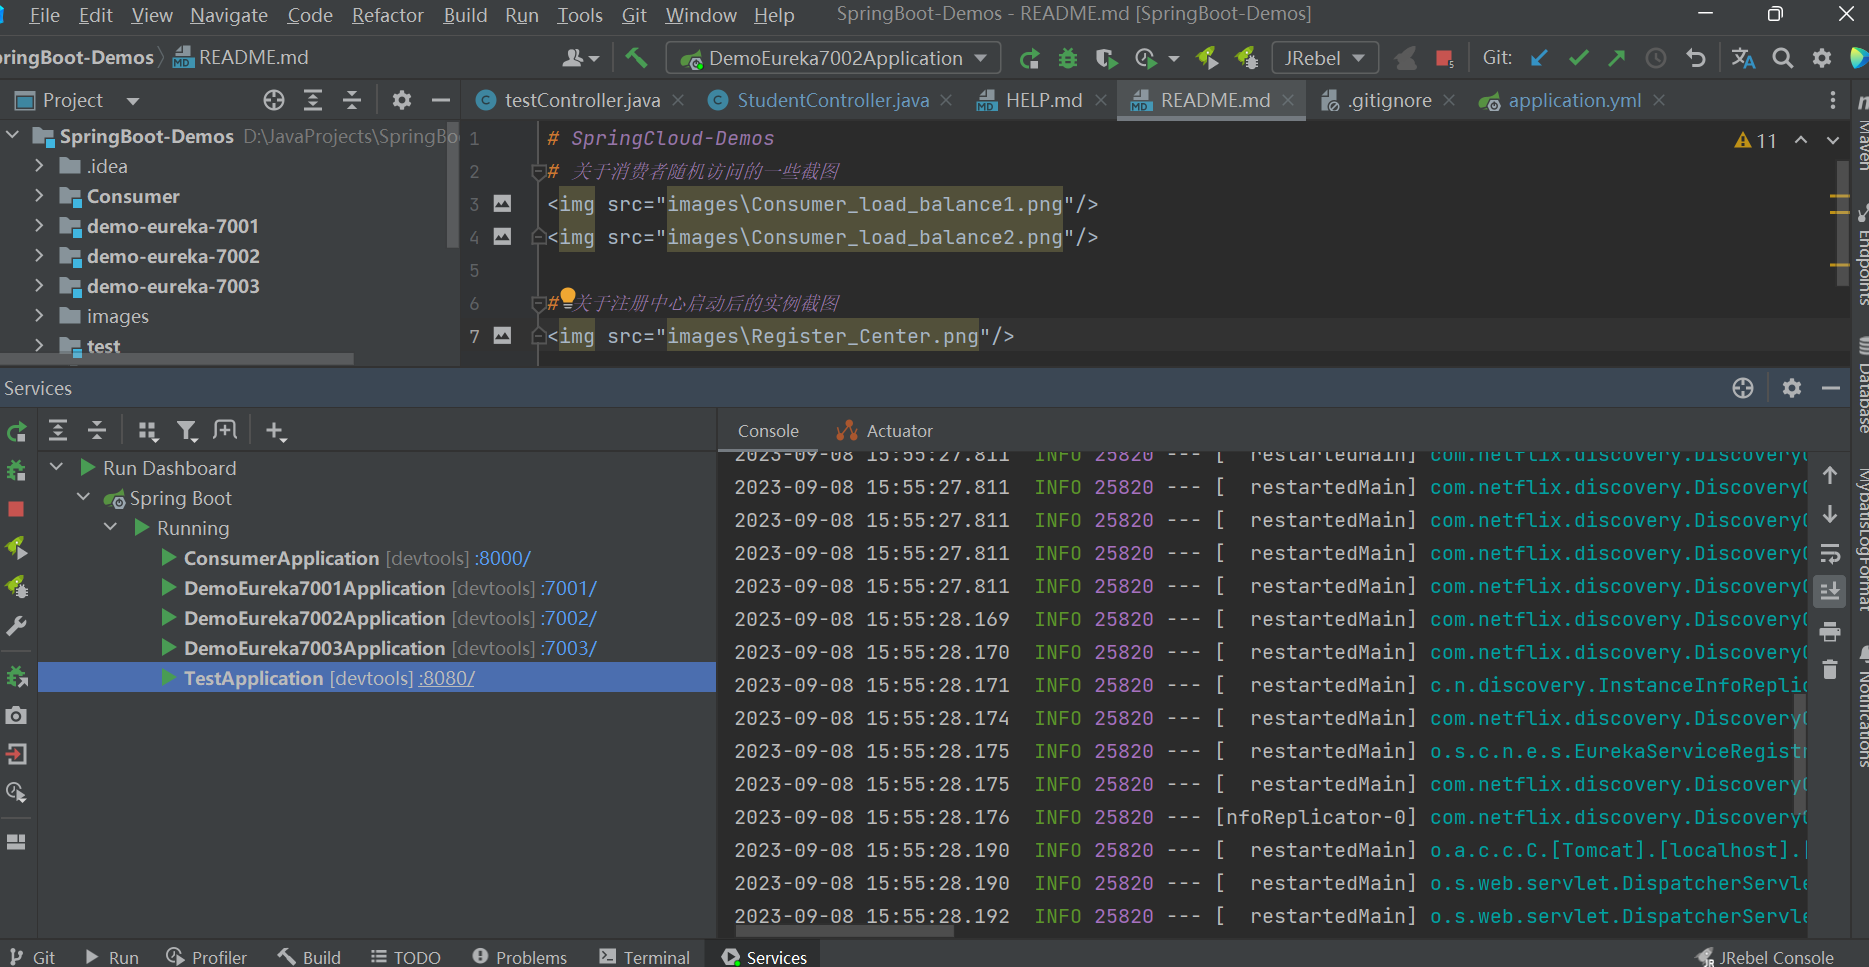 File Edit View Navigate Code Refactor Build Run Tools Git Window Help SpringBoot-Demos - README.md [SpringBoot-Demos]
ringBoot-Demos README.md DemoEureka7002Application JRebel 5 Git:
Project
testController.java StudentController.java HELP.md README.md .gitignore application.yml
SpringBoot-Demos D:\JavaProjects\SpringBo
.idea
Consumer
demo-eureka-7001
demo-eureka-7002
demo-eureka-7003
images
test
1 # SpringCloud-Demos
2 # 关于消费者随机访问的一些截图
3 <img src="images\Consumer_load_balance1.png"/>
4 <img src="images\Consumer_load_balance2.png"/>
5
6 # 关于注册中心启动后的实例截图
7 <img src="images\Register_Center.png"/>
11
Maven
Endpoints
Database
MyBatisLogFormat
Notifications
Services
Run Dashboard
Spring Boot
Running
ConsumerApplication [devtools] :8000/
DemoEureka7001Application [devtools] :7001/
DemoEureka7002Application [devtools] :7002/
DemoEureka7003Application [devtools] :7003/
TestApplication [devtools] :8080/
Console Actuator
2023-09-08 15:55:27.811 INFO 25820 --- [ restartedMain] com.netflix.discovery.Discovery
2023-09-08 15:55:27.811 INFO 25820 --- [ restartedMain] com.netflix.discovery.Discovery
2023-09-08 15:55:27.811 INFO 25820 --- [ restartedMain] com.netflix.discovery.Discovery
2023-09-08 15:55:27.811 INFO 25820 --- [ restartedMain] com.netflix.discovery.Discovery
2023-09-08 15:55:27.811 INFO 25820 --- [ restartedMain] com.netflix.discovery.Discovery
2023-09-08 15:55:28.169 INFO 25820 --- [ restartedMain] com.netflix.discovery.Discovery
2023-09-08 15:55:28.170 INFO 25820 --- [ restartedMain] com.netflix.discovery.Discovery
2023-09-08 15:55:28.171 INFO 25820 --- [ restartedMain] c.n.discovery.InstanceInfoReplic
2023-09-08 15:55:28.174 INFO 25820 --- [ restartedMain] com.netflix.discovery.Discovery
2023-09-08 15:55:28.175 INFO 25820 --- [ restartedMain] o.s.c.n.e.s.EurekaServiceRegistr
2023-09-08 15:55:28.175 INFO 25820 --- [ restartedMain] com.netflix.discovery.Discovery
2023-09-08 15:55:28.176 INFO 25820 --- [nfoReplicator-0] com.netflix.discovery.Discovery
2023-09-08 15:55:28.190 INFO 25820 --- [ restartedMain] o.a.c.c.C.[Tomcat].[localhost].[
2023-09-08 15:55:28.190 INFO 25820 --- [ restartedMain] o.s.web.servlet.DispatcherServle
2023-09-08 15:55:28.192 INFO 25820 --- [ restartedMain] o.s.web.servlet.DispatcherServle
Git Run Profiler Build TODO Problems Terminal Services JRebel Console